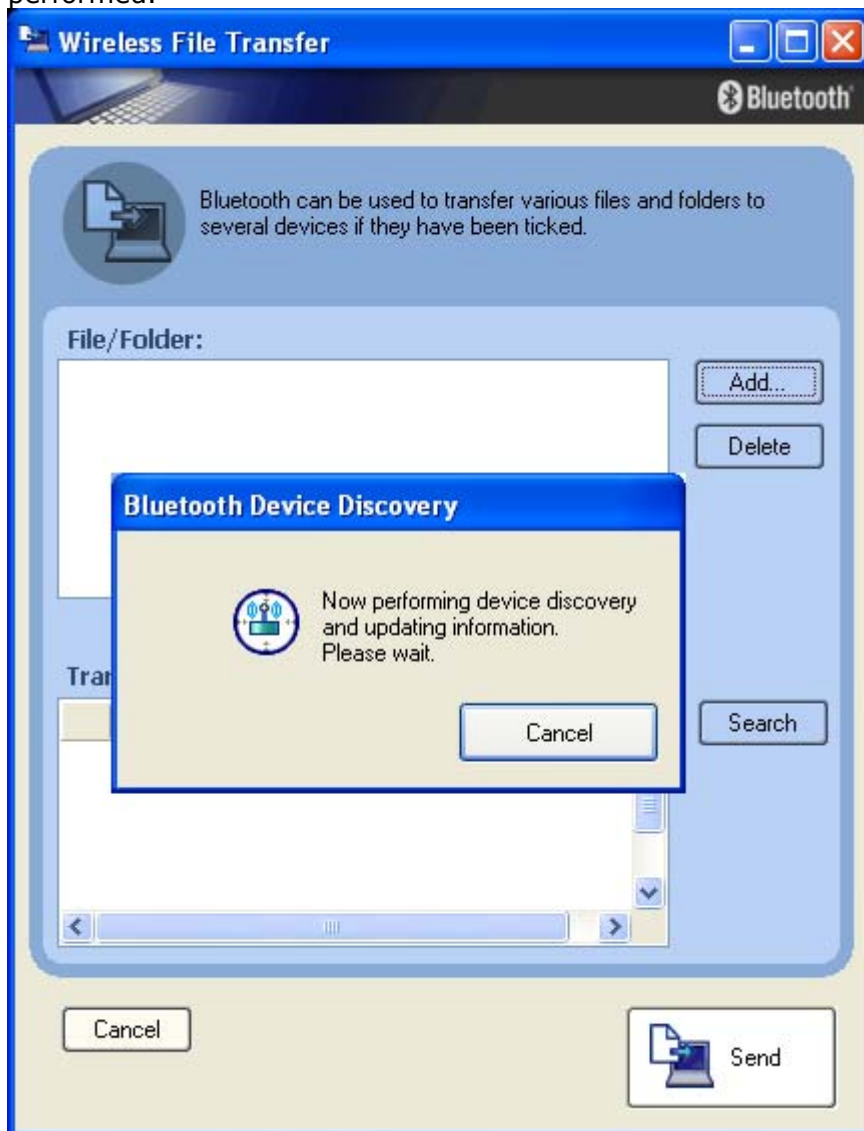 performed.
Wireless File Transfer
Bluetooth
Bluetooth can be used to transfer various files and folders to
several devices if they have been ticked.
File/Folder:
Add...
Delete
Bluetooth Device Discovery
Now performing device discovery
and updating information.
Please wait.
Cancel
Search
Cancel
Send